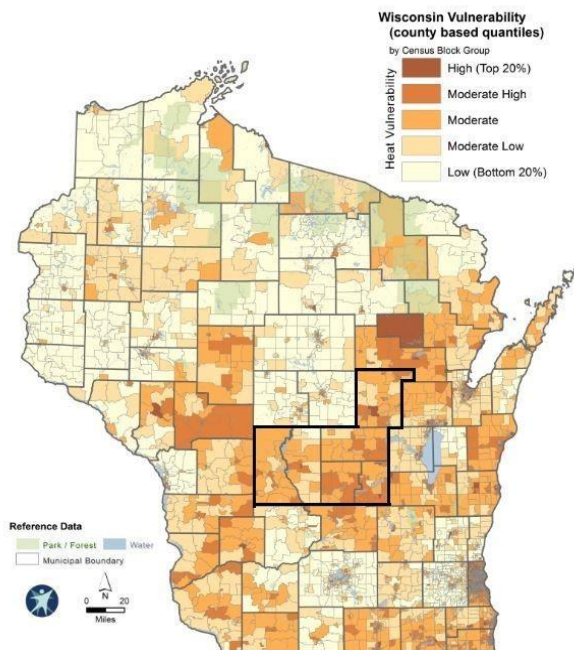 Wisconsin Vulnerability
(county based quantiles)
by Census Block Group
Heat Vulnerability
High (Top 20%)
Moderate High
Moderate
Moderate Low
Low (Bottom 20%)
Reference Data
Park / Forest
Water
Municipal Boundary
N
0 20
Miles